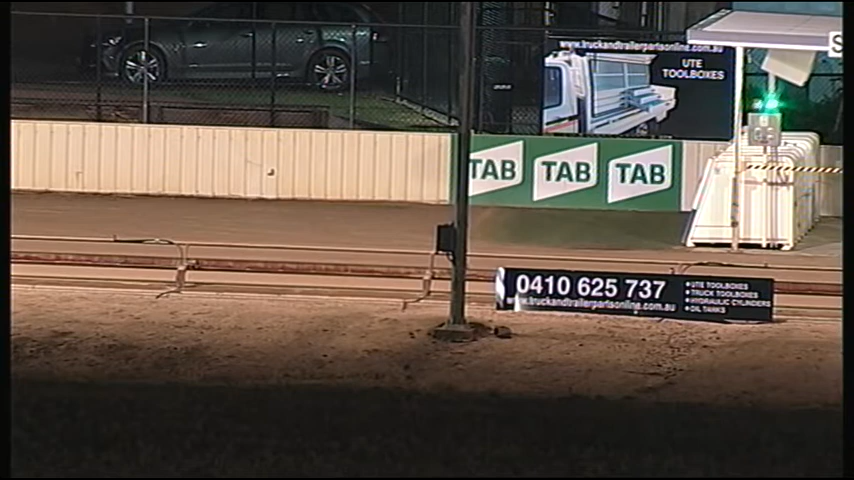 www.truckandtrailerpartsonline.com.au
UTE
TOOLBOXES
S
TAB TAB TAB
0410 625 737
www.truckandtrailerpartsonline.com.au
• UTE TOOLBOXES
• TRUCK TOOLBOXES
• HYDRAULIC CYLINDERS
• OIL TANKS